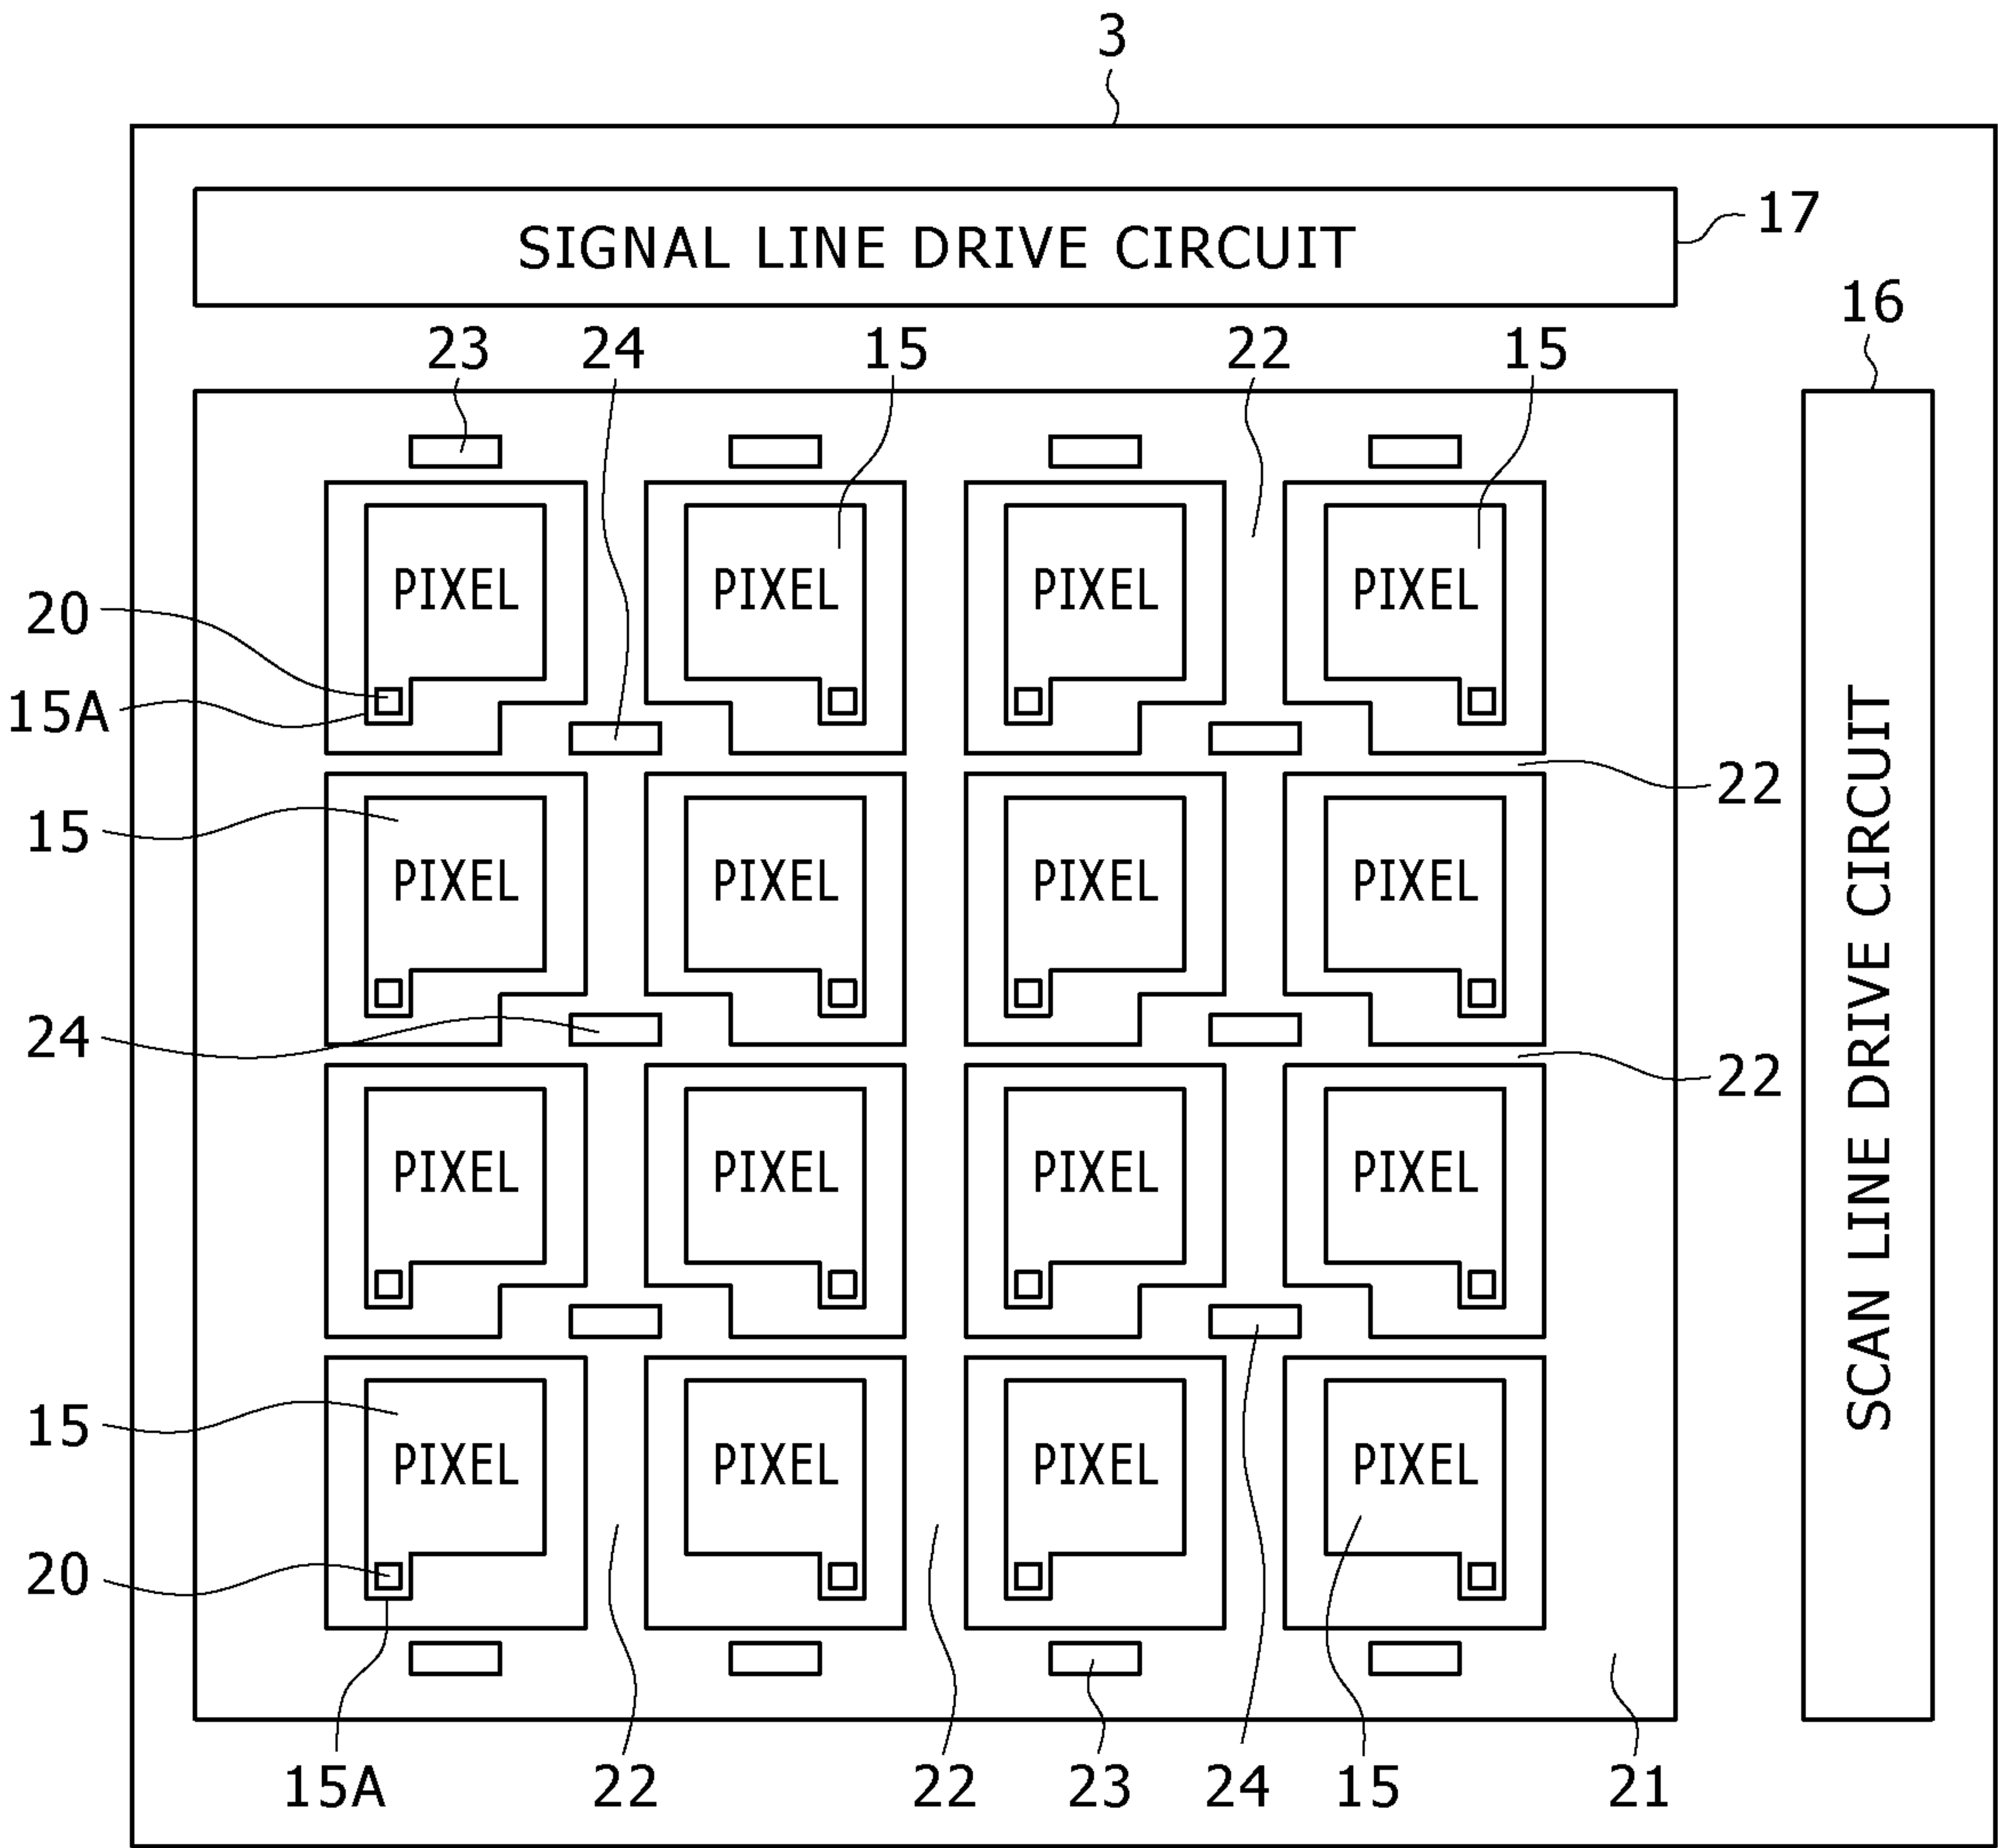 3
SIGNAL LINE DRIVE CIRCUIT
17
16
23 24 15 22 15
PIXEL PIXEL PIXEL PIXEL
20
15A
22
15
PIXEL PIXEL PIXEL PIXEL
24
22
SCAN LINE DRIVE CIRCUIT
PIXEL PIXEL PIXEL PIXEL
15
PIXEL PIXEL PIXEL PIXEL
20
15A 22 22 23 24 15 21